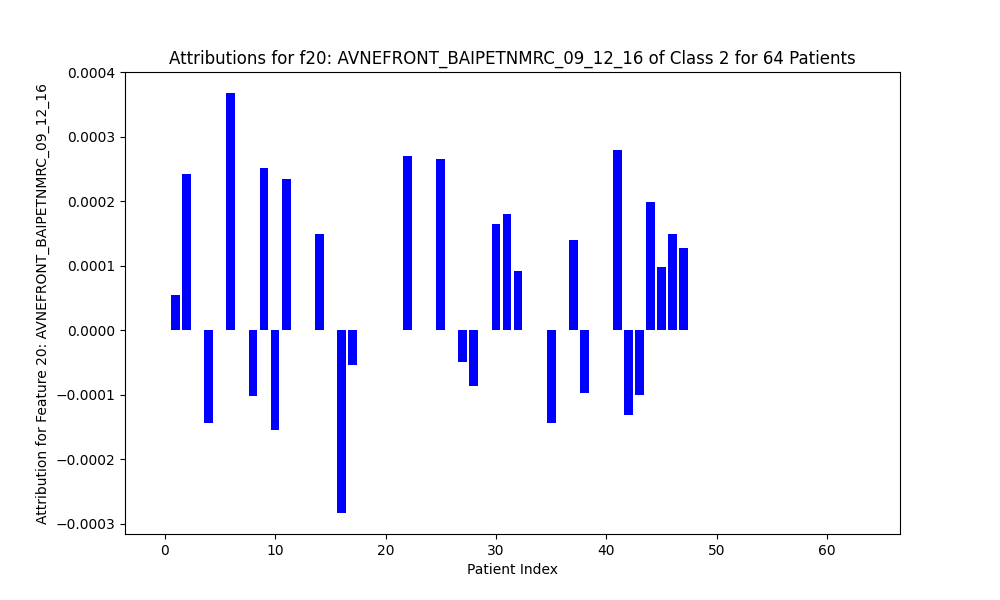 Attributions for f20: AVNEFRONT_BAIPETNMRC_09_12_16 of Class 2 for 64 Patients
Attribution for Feature 20: AVNEFRONT_BAIPETNMRC_09_12_16
0.0004
0.0003
0.0002
0.0001
0.0000
−0.0001
−0.0002
−0.0003
0 10 20 30 40 50 60
Patient Index